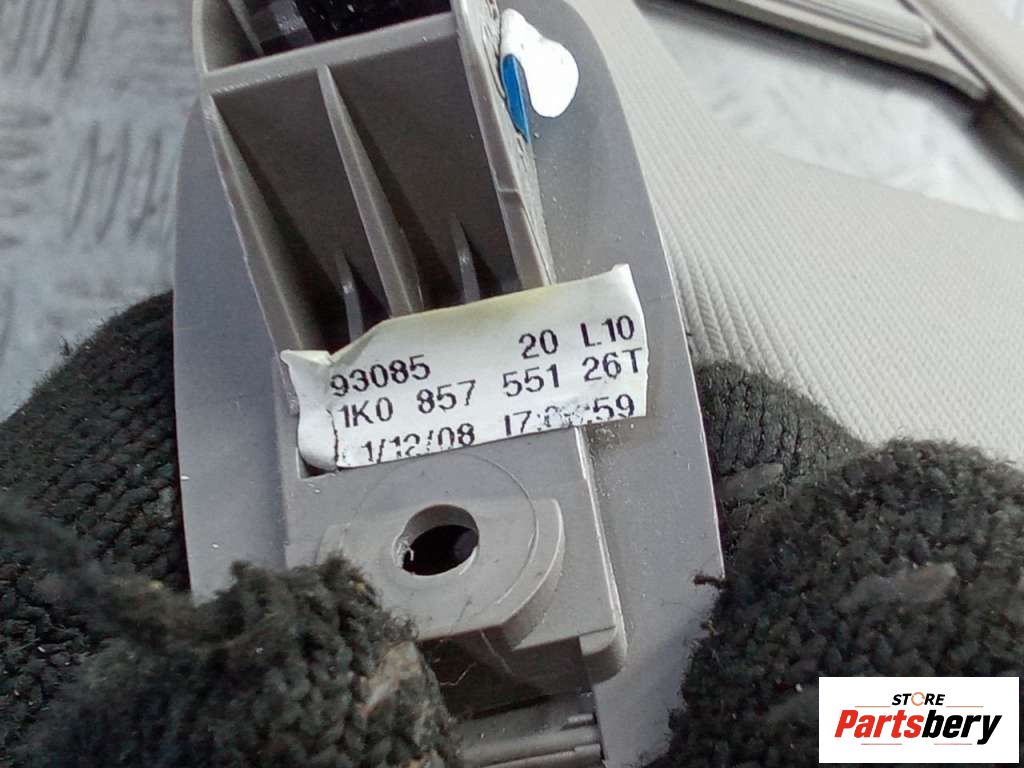 93085 20 L10
1K0 857 551 26T
1/12/08
STORE
Partsbery